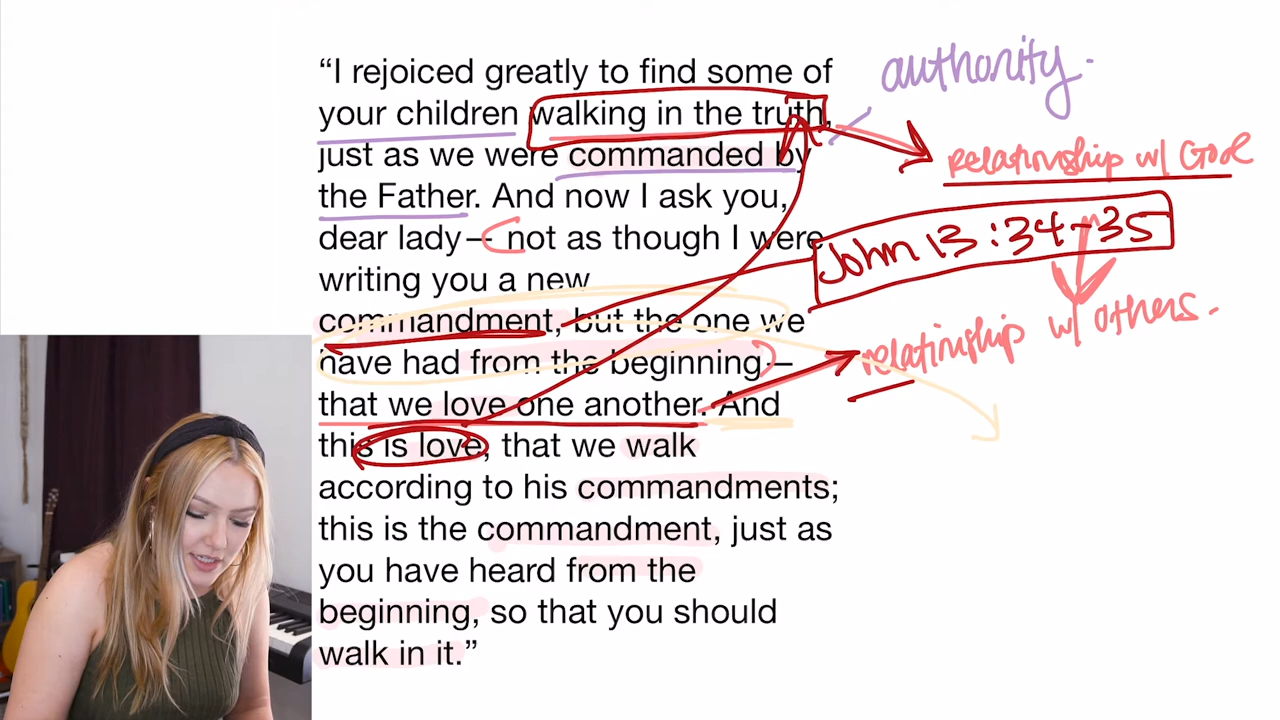 “I rejoiced greatly to find some of
your children walking in the truth,
just as we were commanded by
the Father. And now I ask you,
dear lady—not as though I were
writing you a new
commandment, but the one we
have had from the beginning—
that we love one another. And
this is love, that we walk
according to his commandments;
this is the commandment, just as
you have heard from the
beginning, so that you should
walk in it.”
authority.
relationship w/ God
John 13:34-35
relatinship w/ others.